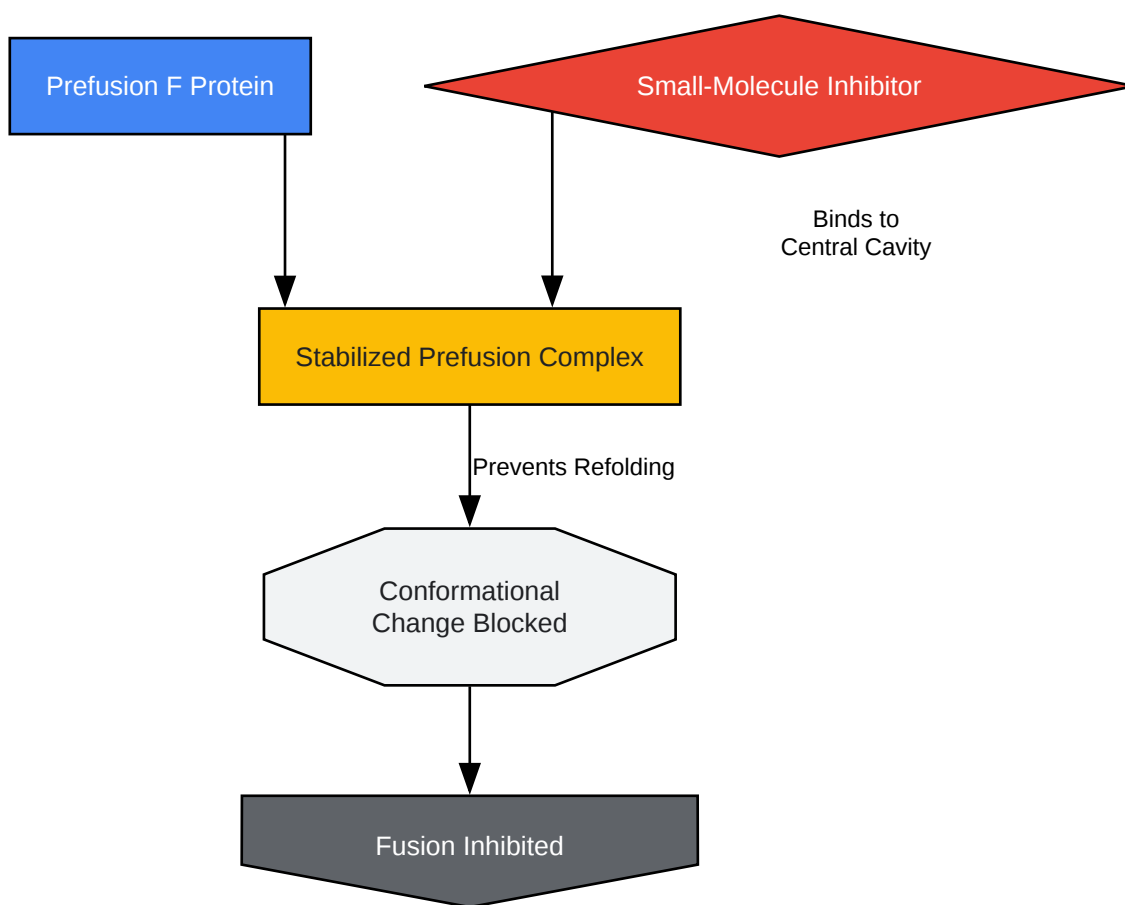 Prefusion F Protein
Small-Molecule Inhibitor
Binds to
Central Cavity
Stabilized Prefusion Complex
Prevents Refolding
Conformational
Change Blocked
Fusion Inhibited